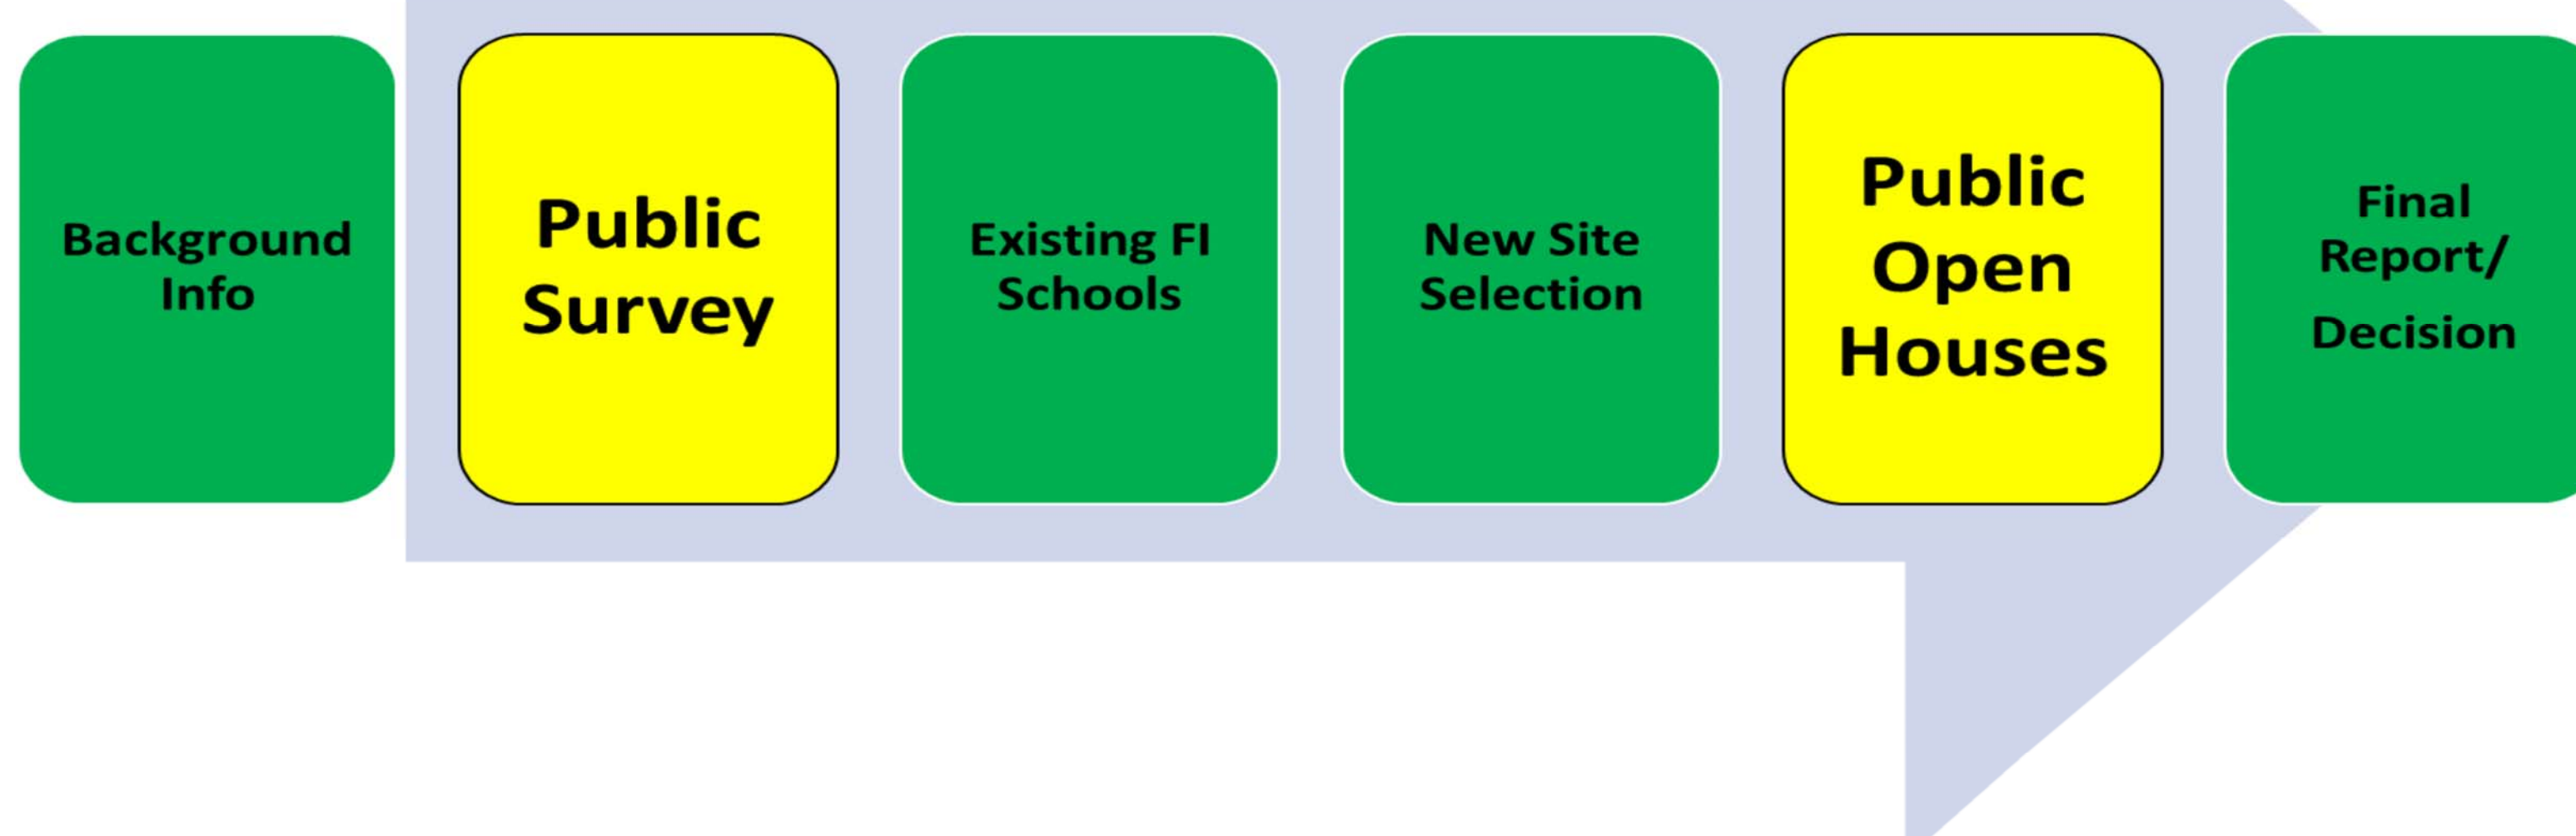 Background
Info
Public
Survey
Existing FI
Schools
New Site
Selection
Public
Open
Houses
Final
Report/
Decision